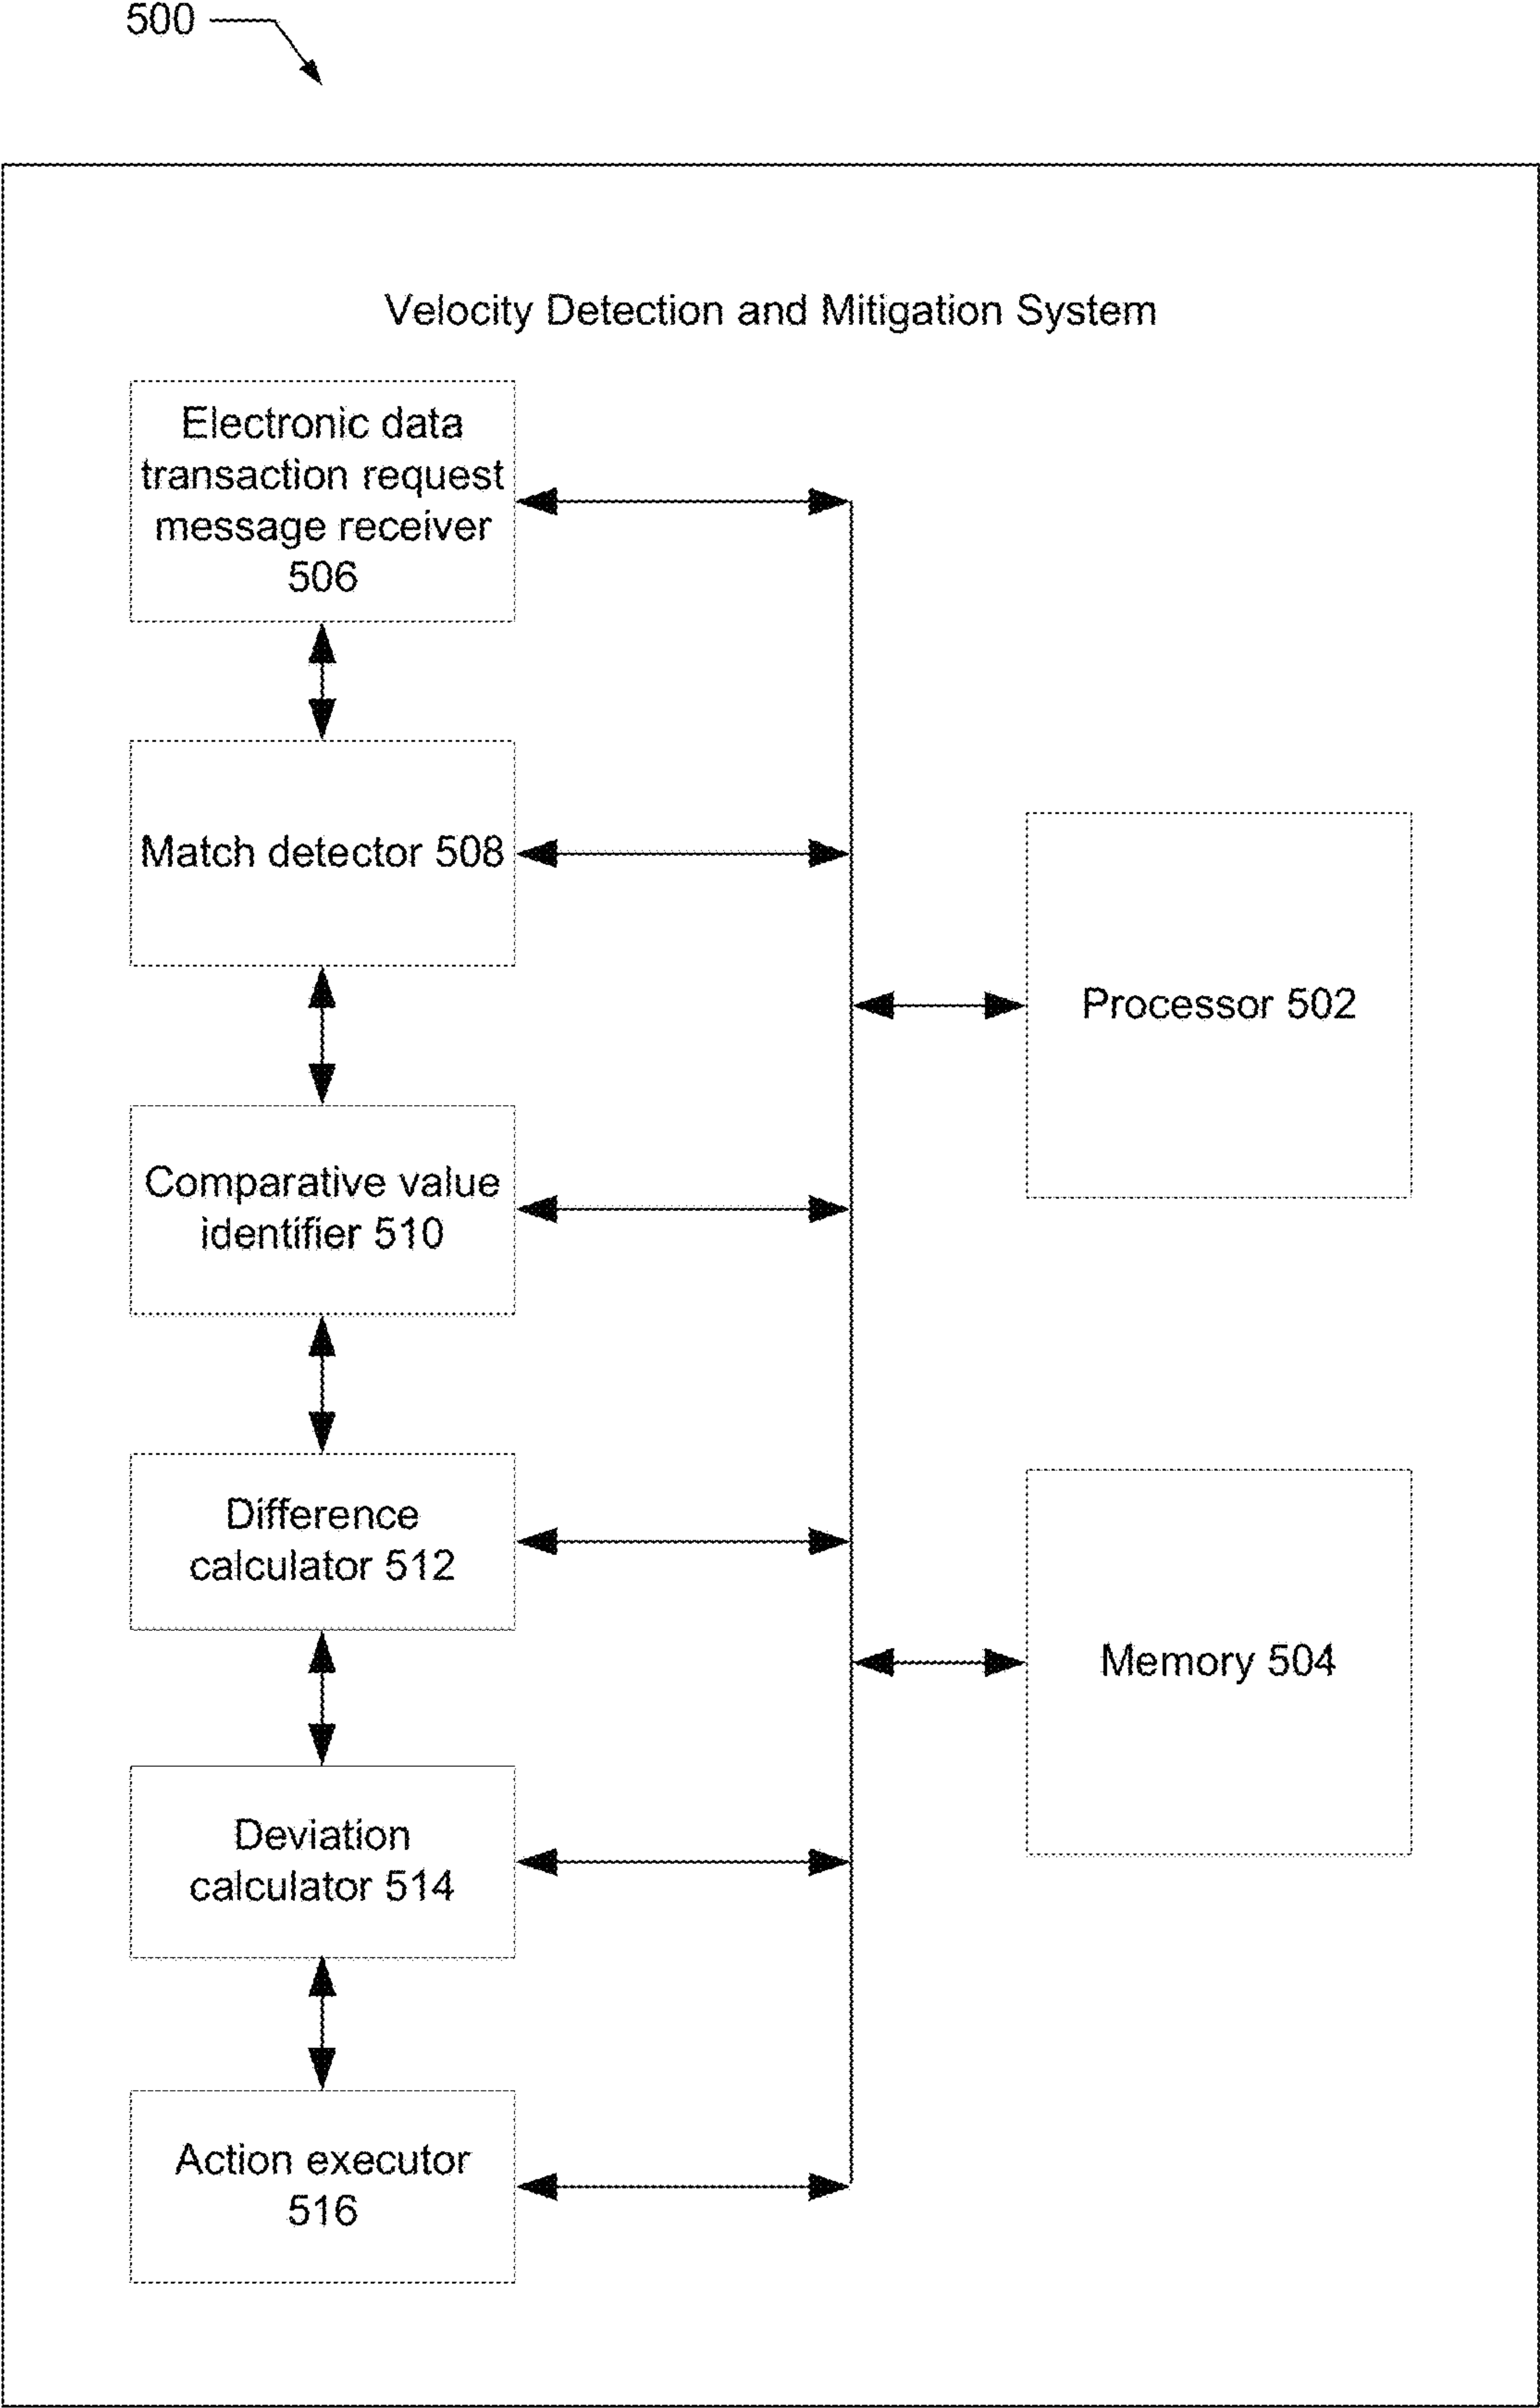 500
Velocity Detection and Mitigation System
Electronic data
transaction request
message receiver
506
Match detector 508
Processor 502
Comparative value
identifier 510
Difference
calculator 512
Memory 504
Deviation
calculator 514
Action executor
516